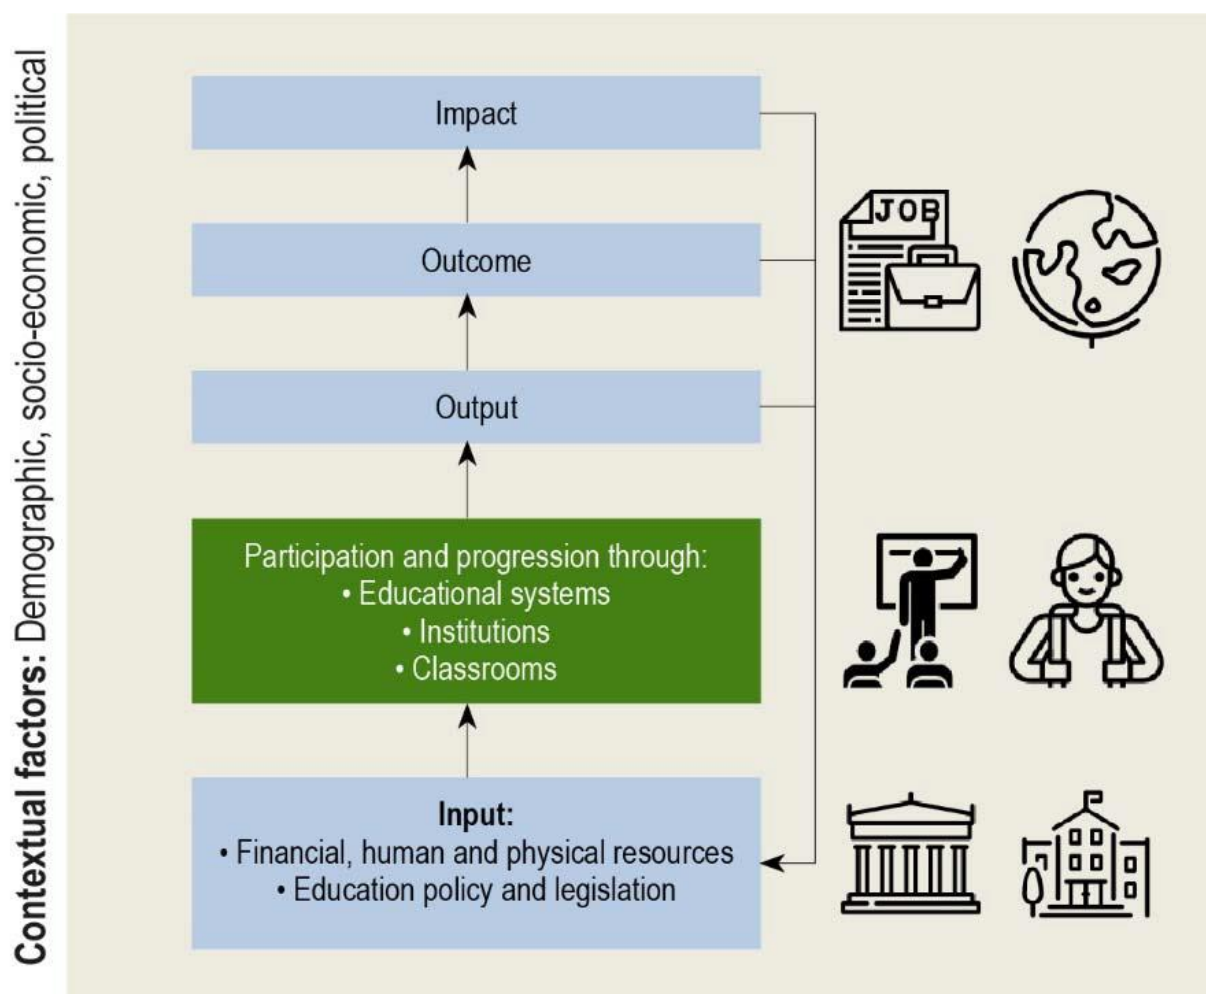 Contextual factors: Demographic, socio-economic, political
Impact
Outcome
Output
Participation and progression through:
• Educational systems
• Institutions
• Classrooms
Input:
• Financial, human and physical resources
• Education policy and legislation
JOB